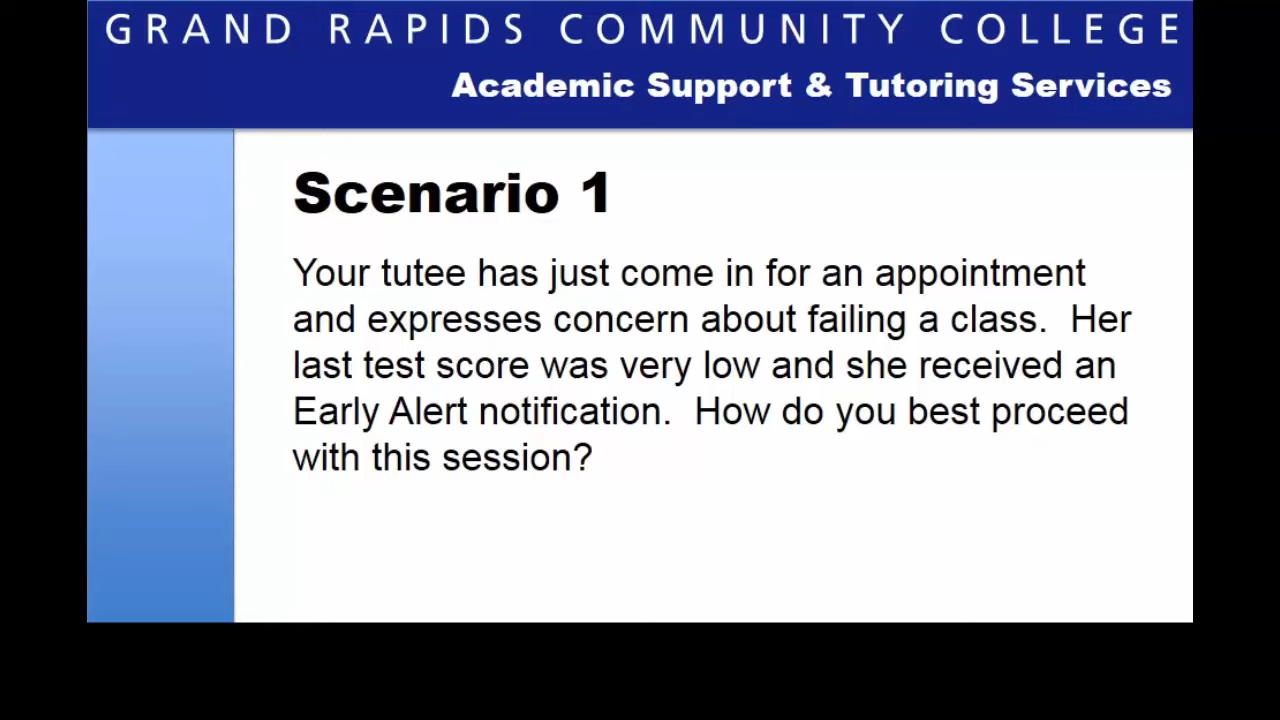 GRAND RAPIDS COMMUNITY COLLEGE
Academic Support & Tutoring Services
Scenario 1
Your tutee has just come in for an appointment
and expresses concern about failing a class.  Her
last test score was very low and she received an
Early Alert notification.  How do you best proceed
with this session?